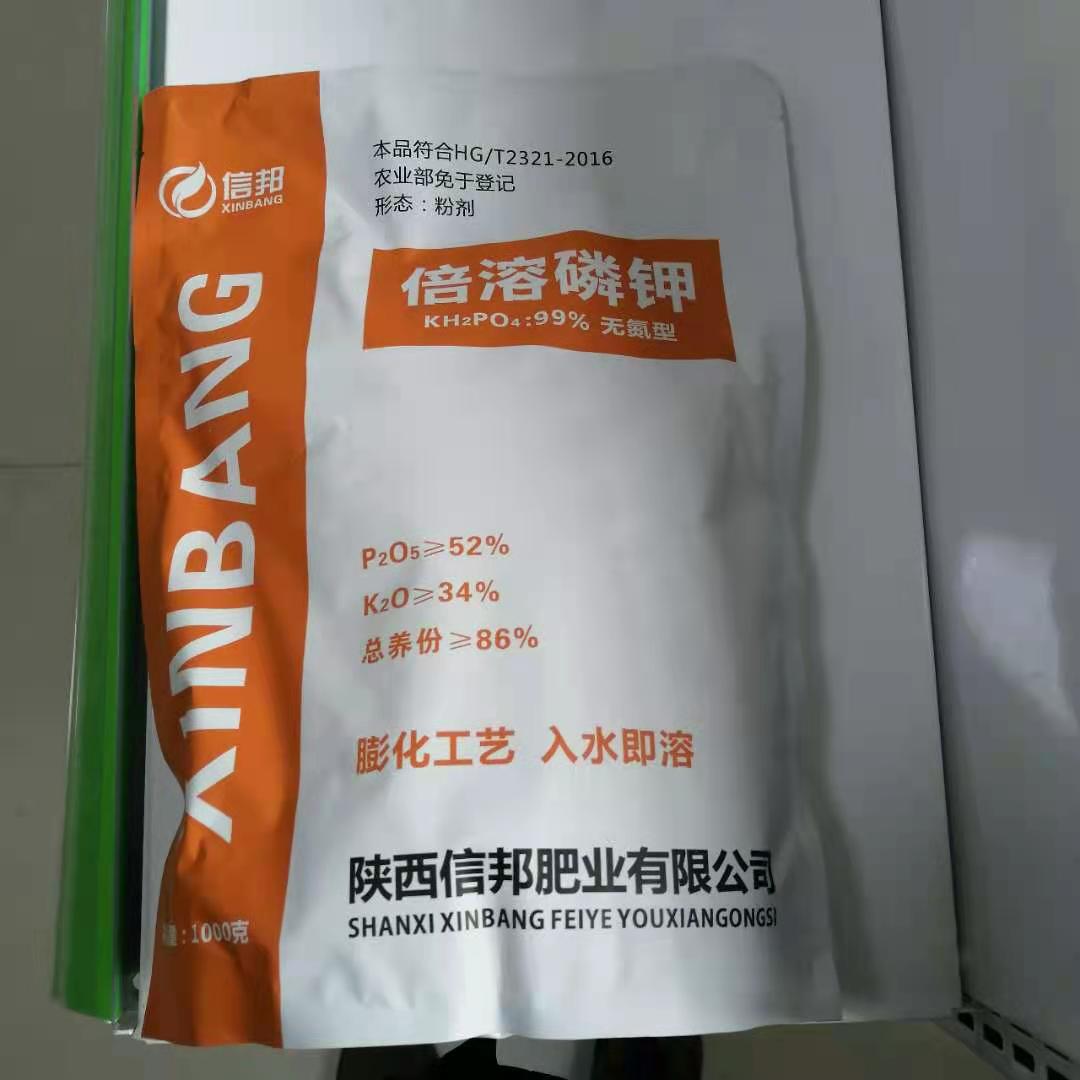 本品符合HG/T2321-2016
农业部免于登记
形态：粉剂
信邦
XINBANG
XINBANG
倍溶磷钾
KH₂PO₄:99% 无氮型
P₂O₅≥52%
K₂O≥34%
总养份≥86%
膨化工艺 入水即溶
陕西信邦肥业有限公司
SHANXI XINBANG FEIYE YOUXIANGONGSI
：1000克